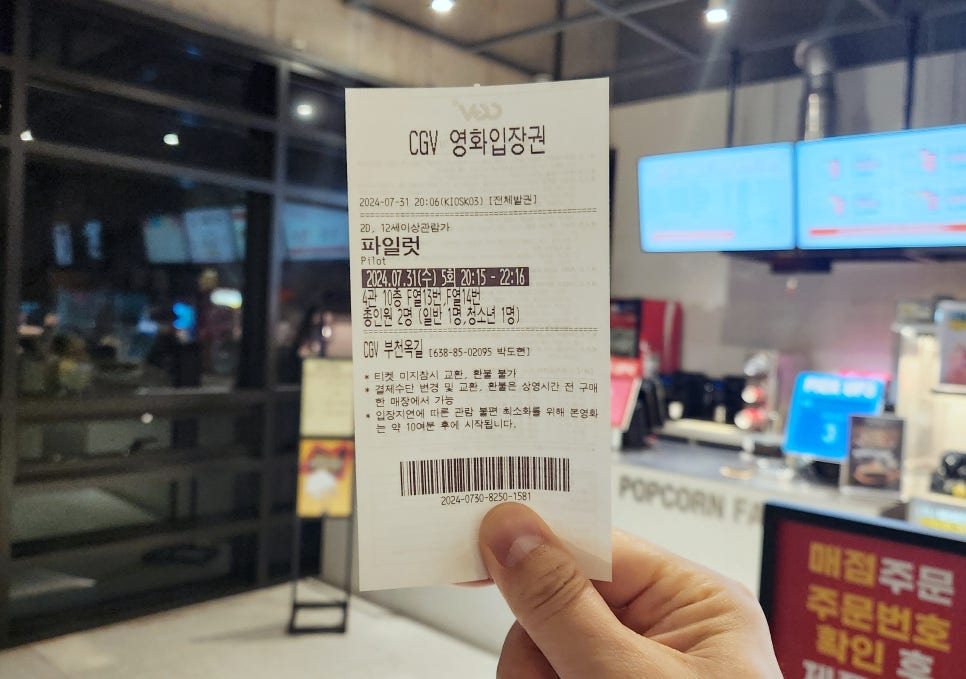 CGV
CGV 영화입장권
2024-07-31 20:06(KIOSK03) [전체발권]
2D, 12세이상관람가
파일럿
Pilot
2024.07.31(수) 5회 20:15 - 22:16
4관 10층 F열13번,F열14번
총인원 2명 (일반 1명,청소년 1명)
CGV 부천옥길 [638-85-02095 박도현]
* 티켓 미지참시 교환, 환불 불가
* 결제수단 변경 및 교환, 환불은 상영시간 전 구매
한 매장에서 가능
* 입장지연에 따른 관람 불편 최소화를 위해 본영화
는 약 10여분 후에 시작됩니다.
2024-0730-8250-1581
PICK UP
3
POPCORN FA
매점주문
주문번호
확인 후